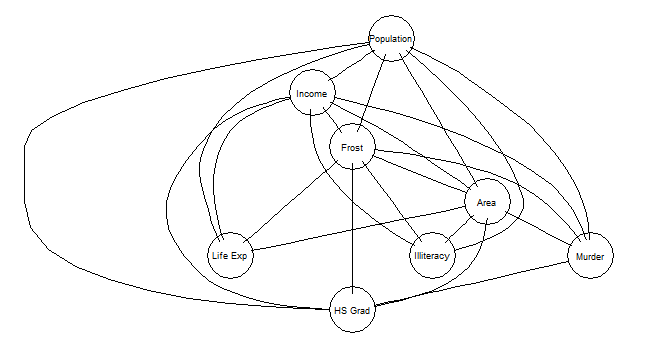 Population
Income
Frost
Area
Life Exp
Illiteracy
Murder
HS Grad